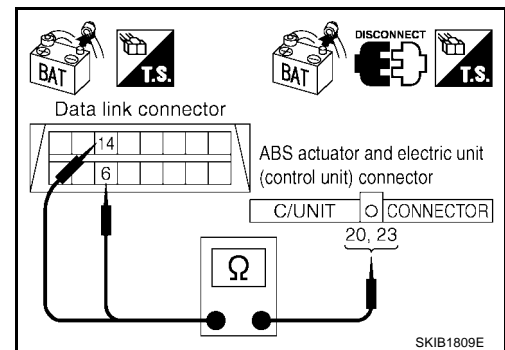 BAT
T.S.
BAT
DISCONNECT
T.S.
Data link connector
14
6
ABS actuator and electric unit
(control unit) connector
C/UNIT
CONNECTOR
20, 23
Ω
SKIB1809E